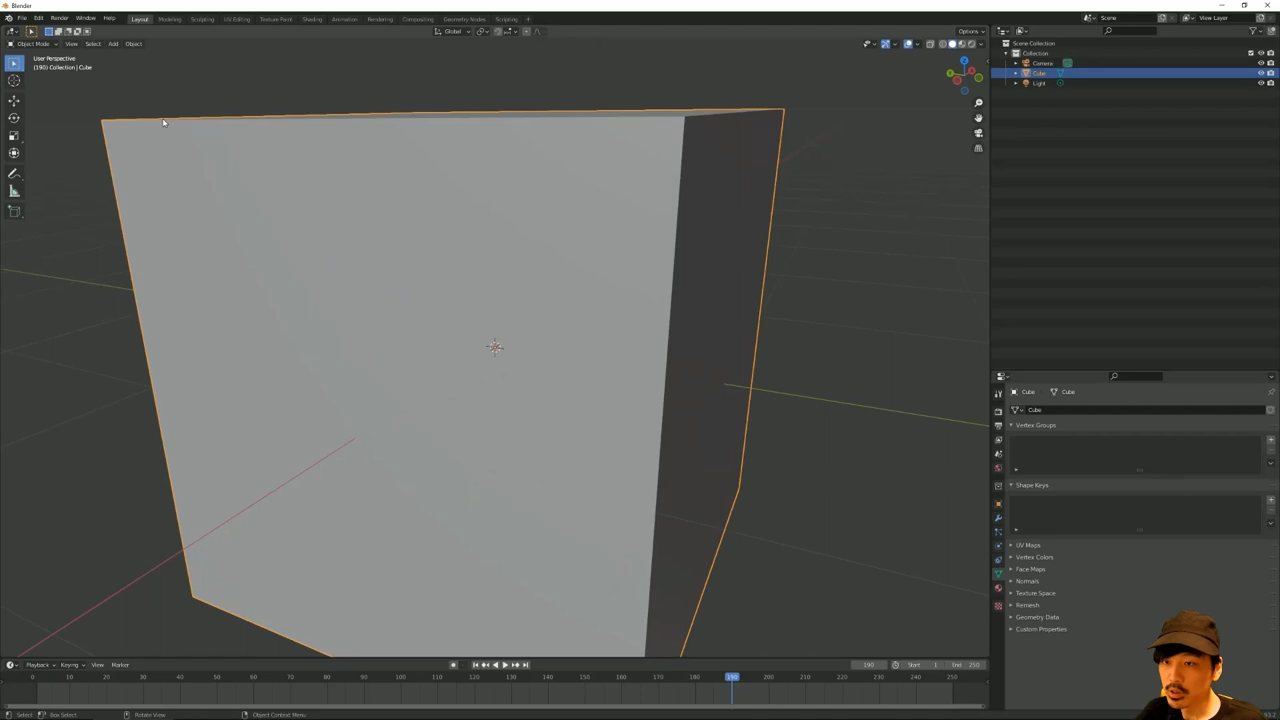 Blender
File Edit Render Window Help Layout Modeling Sculpting UV Editing Texture Paint Shading Animation Rendering Compositing Geometry Nodes Scripting + Scene View Layer
Global Options
Object Mode View Select Add Object
User Perspective
(190) Collection | Cube
Scene Collection
Collection
Camera
Cube
Light
Cube Cube
Cube
Vertex Groups
Shape Keys
UV Maps
Vertex Colors
Face Maps
Normals
Texture Space
Remesh
Geometry Data
Custom Properties
Playback Keying View Marker 190 Start 1 End 250
0 10 20 30 40 50 60 70 80 90 100 110 120 130 140 150 160 170 180 190 200 210 220 230 240 250
Select Box Select Rotate View Object Context Menu